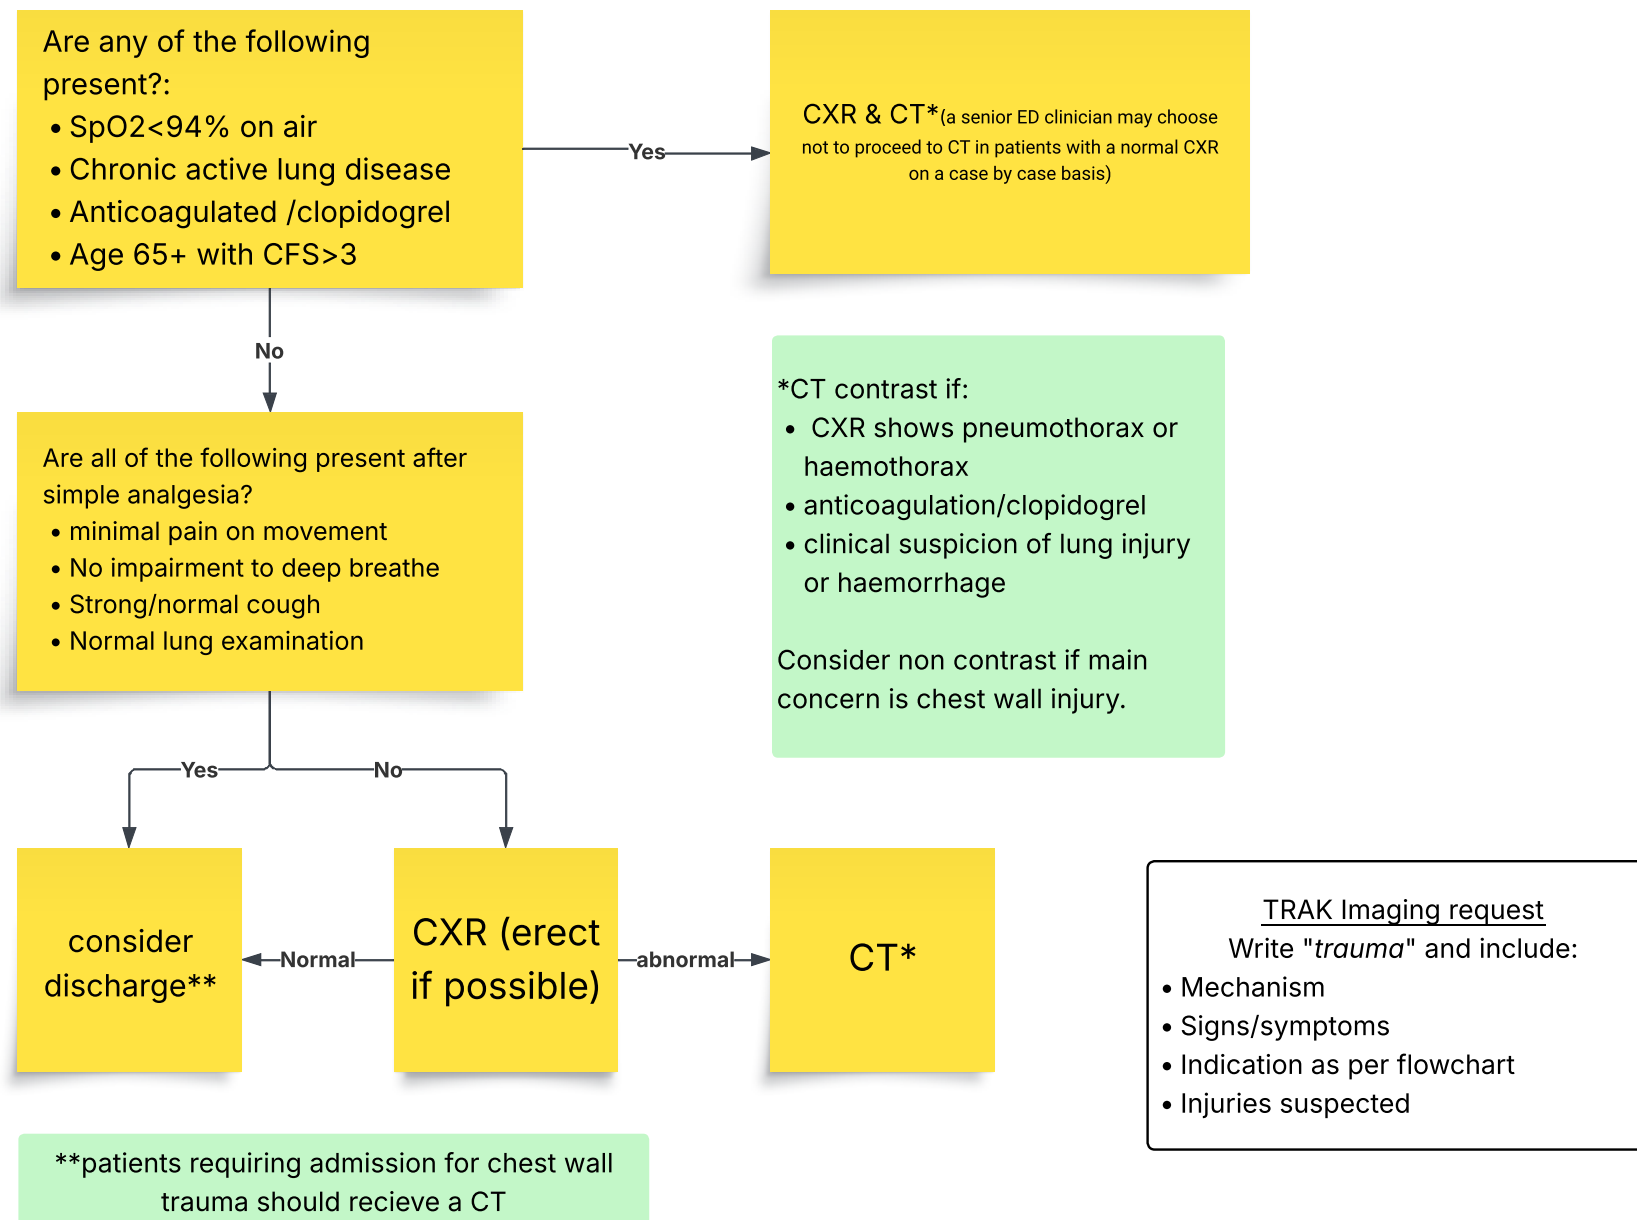 Are any of the following
present?:
• SpO2<94% on air
• Chronic active lung disease
• Anticoagulated /clopidogrel
• Age 65+ with CFS>3
Yes
CXR & CT*(a senior ED clinician may choose
not to proceed to CT in patients with a normal CXR
on a case by case basis)
No
*CT contrast if:
• CXR shows pneumothorax or
haemothorax
• anticoagulation/clopidogrel
• clinical suspicion of lung injury
or haemorrhage
Consider non contrast if main
concern is chest wall injury.
Are all of the following present after
simple analgesia?
• minimal pain on movement
• No impairment to deep breathe
• Strong/normal cough
• Normal lung examination
Yes
No
consider
discharge**
Normal
CXR (erect
if possible)
abnormal
CT*
TRAK Imaging request
Write "trauma" and include:
• Mechanism
• Signs/symptoms
• Indication as per flowchart
• Injuries suspected
**patients requiring admission for chest wall
trauma should recieve a CT